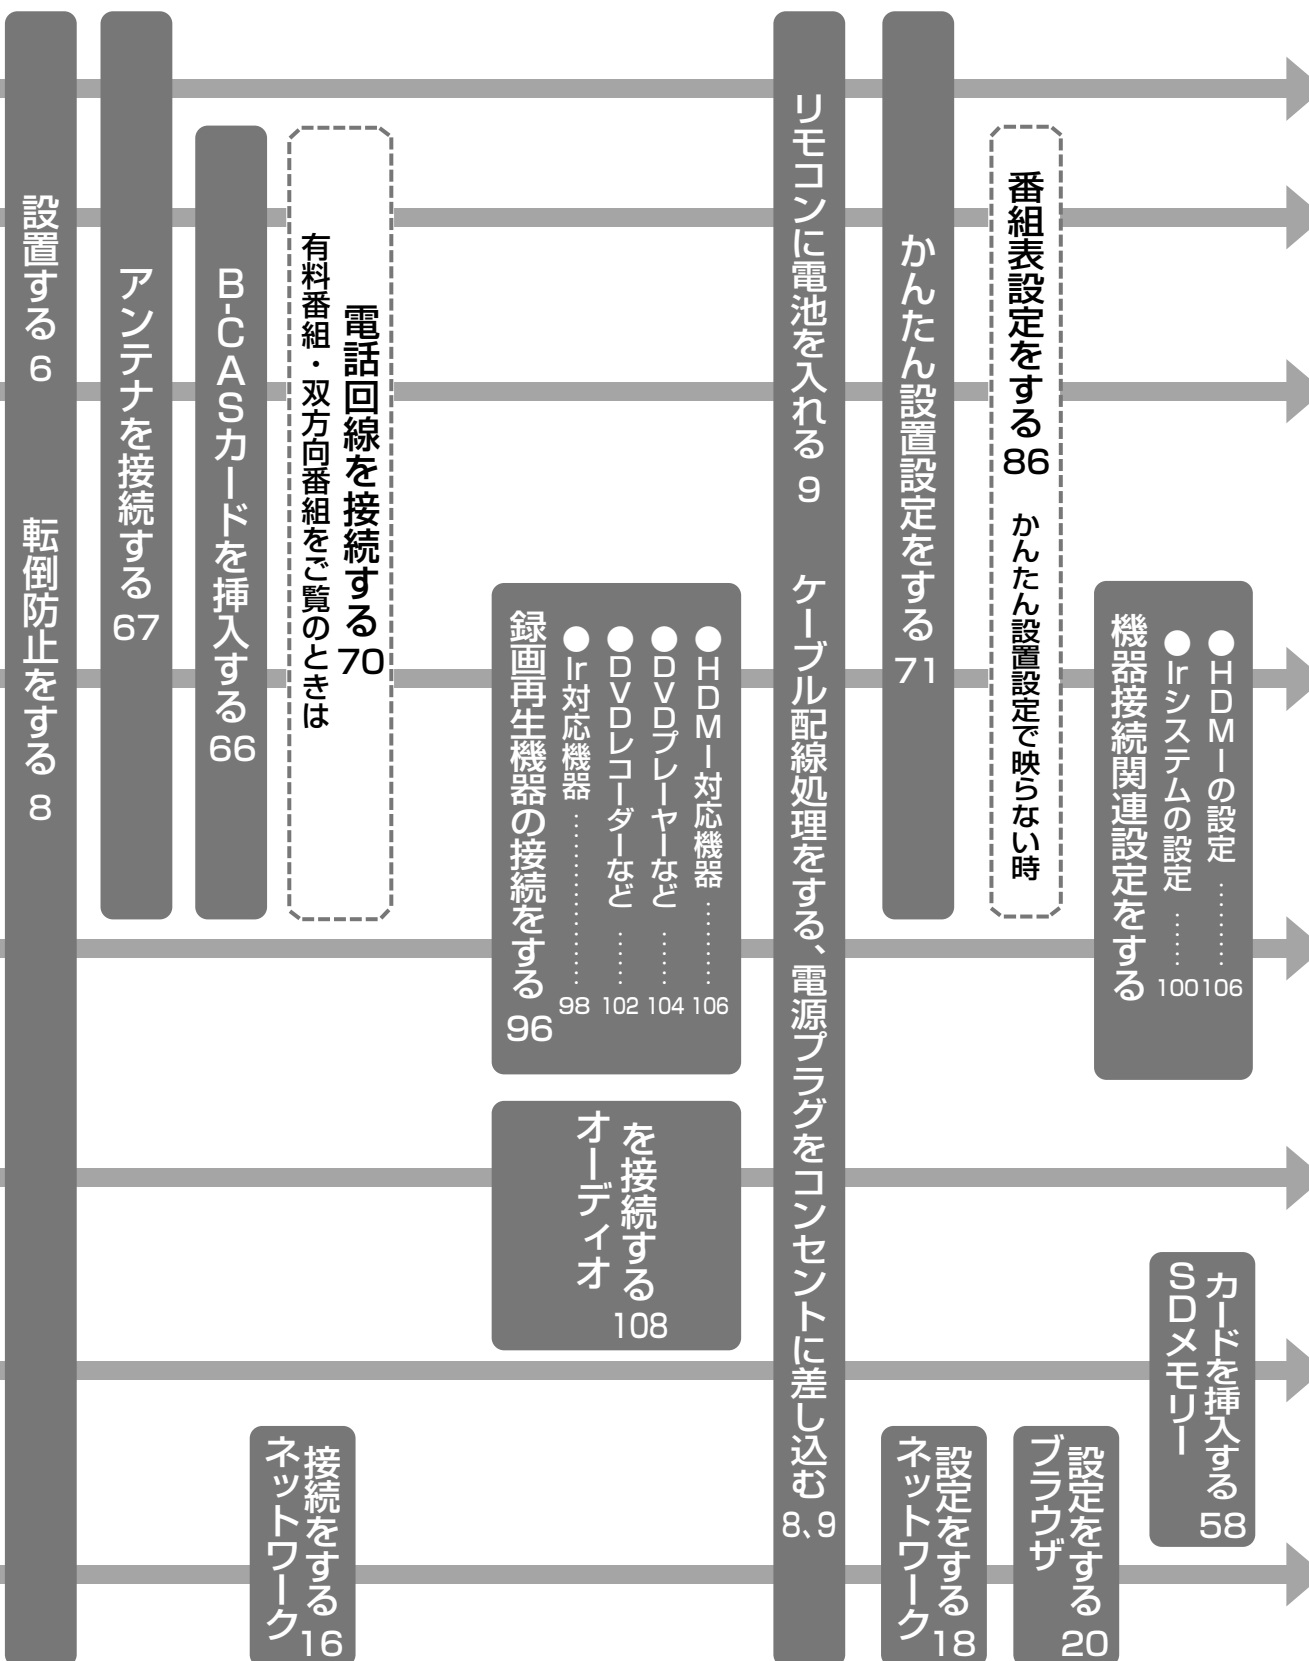 設置する 6 転倒防止をする 8
アンテナを接続する 67
B-CASカードを挿入する 66
電話回線を接続する 70
有料番組・双方向番組をご覧のときは
ネットワーク
接続をする 16
録画再生機器の接続をする 96
●Ir対応機器 ……………… 98
●DVDレコーダーなど …… 102
●DVDプレーヤーなど …… 104
●HDMI対応機器 ……… 106
オーディオ
を接続する 108
リモコンに電池を入れる 9 ケーブル配線処理をする、電源プラグをコンセントに差し込む 8、9
かんたん設置設定をする 71
番組表設定をする 86 かんたん設置設定で映らない時
ネットワーク
設定をする 18
ブラウザ
設定をする 20
機器接続関連設定をする
●Irシステムの設定 …… 100
●HDMIの設定 ……… 106
SDメモリー
カードを挿入する 58